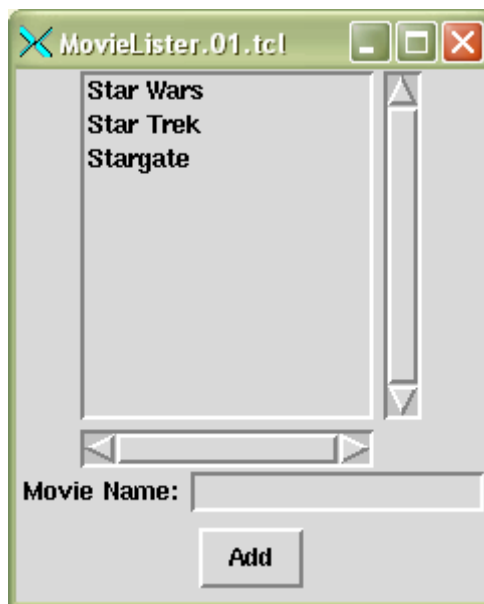 MovieLister.01.tcl
Star Wars
Star Trek
Stargate
Movie Name:
Add